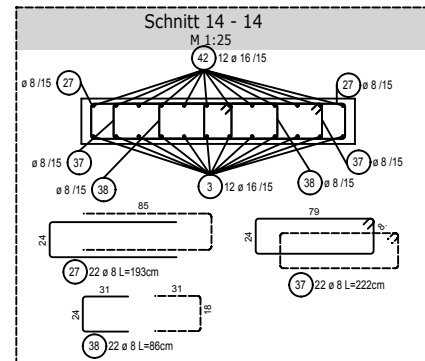 Schnitt 14 - 14
M 1:25
42 12 ø 16 /15
27 ø 8 /15
ø 8 /15 27
37 ø 8 /15
37 ø 8 /15
ø 8 /15 38
3 12 ø 16 /15
38 ø 8 /15
85
24
27 22 ø 8 L=193cm
79
24
8
37 22 ø 8 L=222cm
31
31
24
18
38 22 ø 8 L=86cm